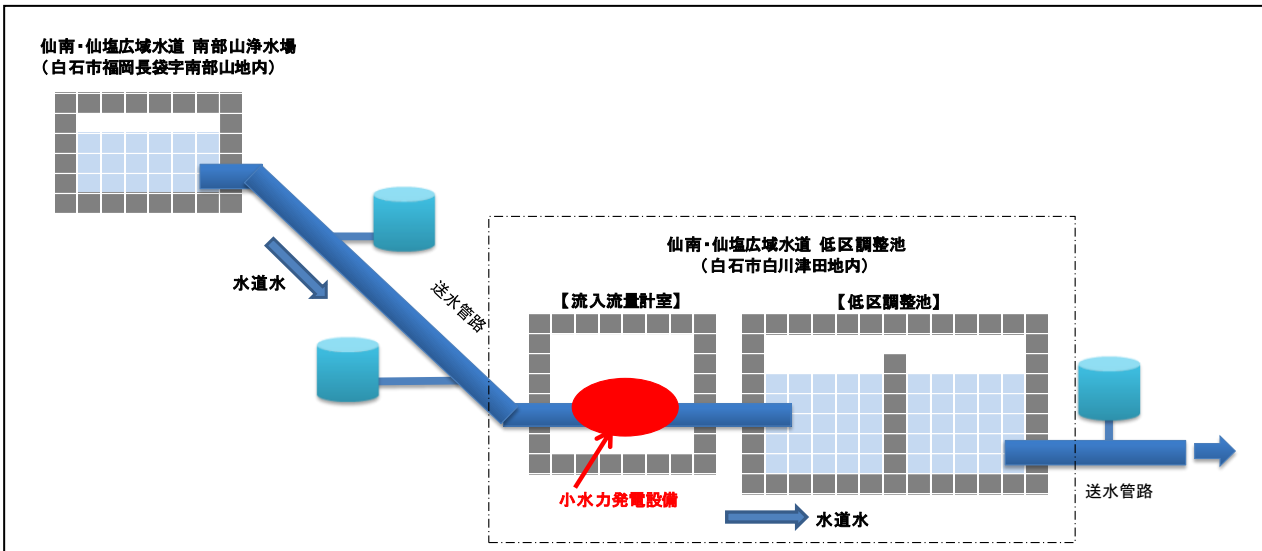 仙南・仙塩広域水道 南部山浄水場
（白石市福岡長袋字南部山地内）
水道水
送水管路
仙南・仙塩広域水道 低区調整池
（白石市白川津田地内）
【流入流量計室】
【低区調整池】
小水力発電設備
水道水
送水管路